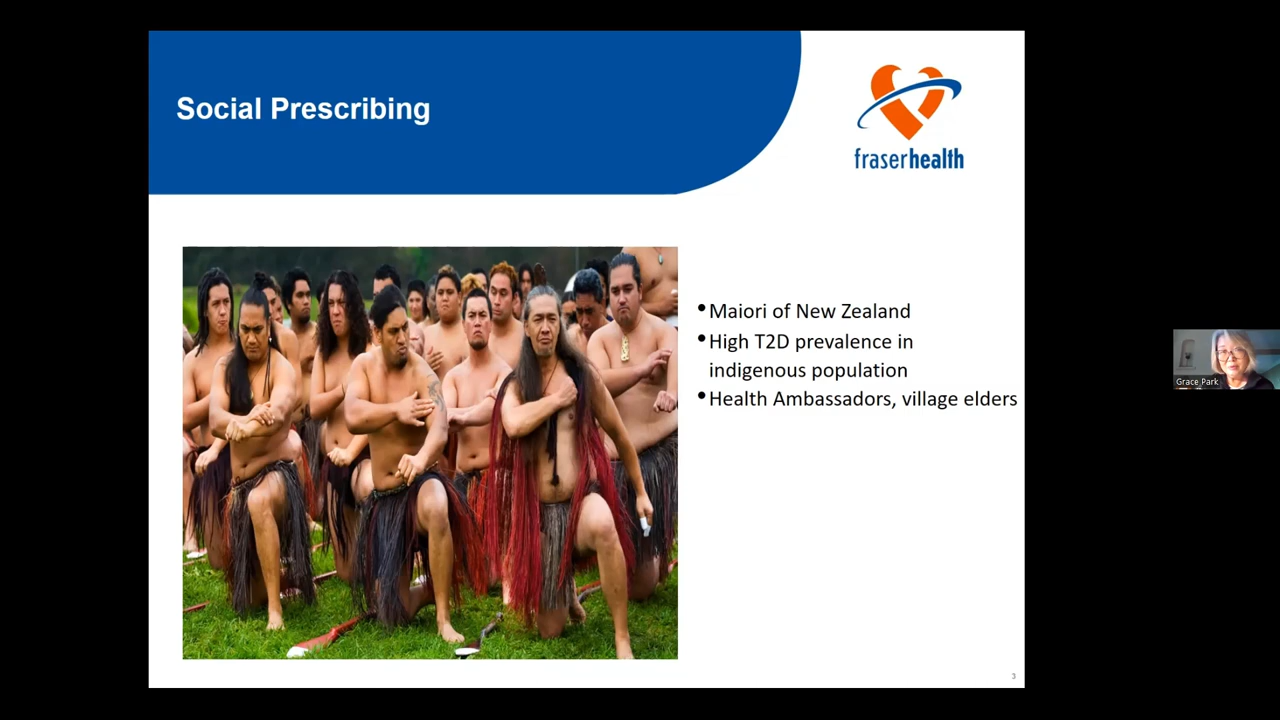 Social Prescribing
fraserhealth
• Maiori of New Zealand
• High T2D prevalence in
indigenous population
• Health Ambassadors, village elders
Grace Park
3